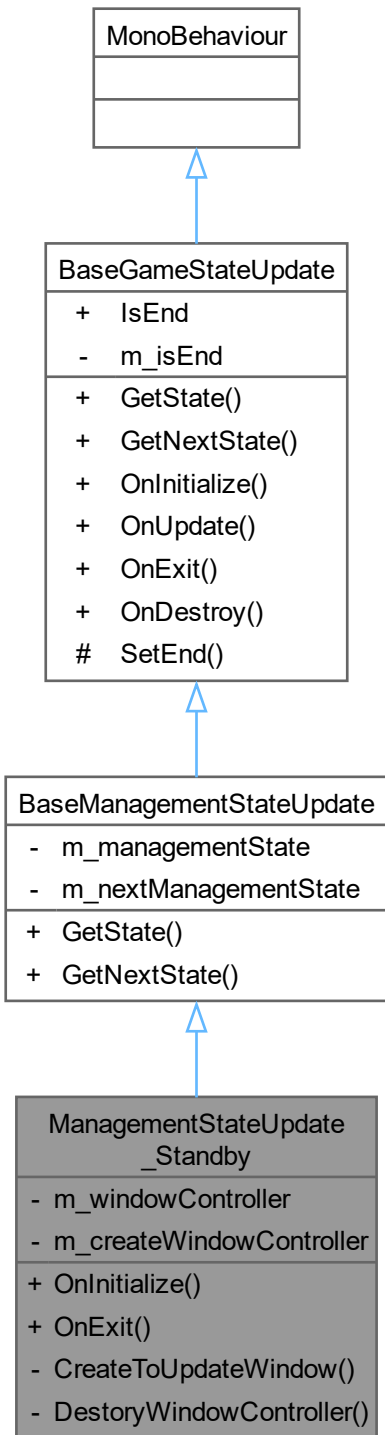 MonoBehaviour
BaseGameStateUpdate
+ IsEnd
- m_isEnd
+ GetState()
+ GetNextState()
+ OnInitialize()
+ OnUpdate()
+ OnExit()
+ OnDestroy()
# SetEnd()
BaseManagementStateUpdate
- m_managementState
- m_nextManagementState
+ GetState()
+ GetNextState()
ManagementStateUpdate
_Standby
- m_windowController
- m_createWindowController
+ OnInitialize()
+ OnExit()
- CreateToUpdateWindow()
- DestoryWindowController()